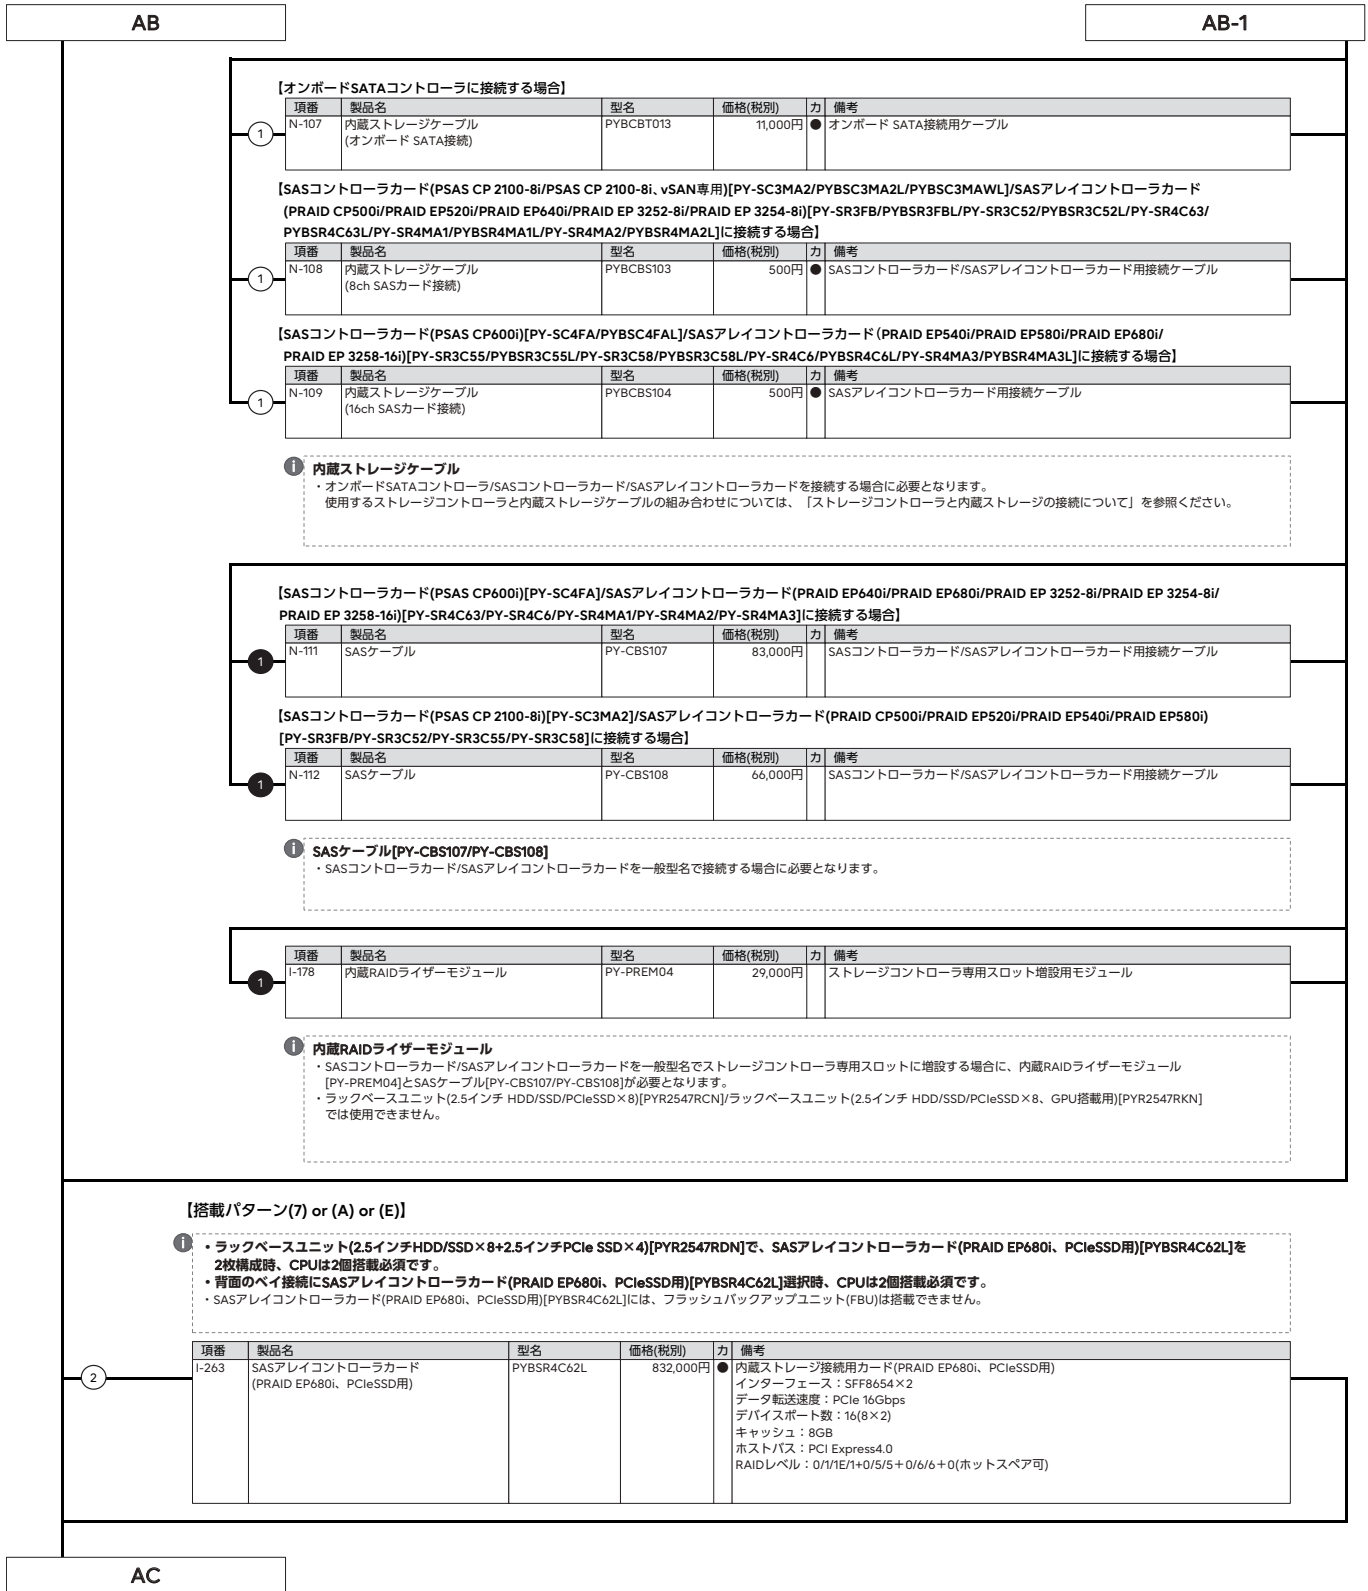 AB
AB-1
【オンボードSATAコントローラに接続する場合】
項番 製品名 型名 価格(税別) カ 備考
1 N-107 内蔵ストレージケーブル PYBCBT013 11,000円 ● オンボード SATA接続用ケーブル
(オンボード SATA接続)
【SASコントローラカード(PSAS CP 2100-8i/PSAS CP 2100-8i、vSAN専用)[PY-SC3MA2/PYBSC3MA2L/PYBSC3MAWL]/SASアレイコントローラカード
(PRAID CP500i/PRAID EP520i/PRAID EP640i/PRAID EP 3252-8i/PRAID EP 3254-8i)[PY-SR3FB/PYBSR3FBL/PY-SR3C52/PYBSR3C52L/PY-SR4C63/
PYBSR4C63L/PY-SR4MA1/PYBSR4MA1L/PY-SR4MA2/PYBSR4MA2L]に接続する場合】
項番 製品名 型名 価格(税別) カ 備考
1 N-108 内蔵ストレージケーブル PYBCBS103 500円 ● SASコントローラカード/SASアレイコントローラカード用接続ケーブル
(8ch SASカード接続)
【SASコントローラカード(PSAS CP600i)[PY-SC4FA/PYBSC4FAL]/SASアレイコントローラカード（PRAID EP540i/PRAID EP580i/PRAID EP680i/
PRAID EP 3258-16i)[PY-SR3C55/PYBSR3C55L/PY-SR3C58/PYBSR3C58L/PY-SR4C6/PYBSR4C6L/PY-SR4MA3/PYBSR4MA3L]に接続する場合】
項番 製品名 型名 価格(税別) カ 備考
1 N-109 内蔵ストレージケーブル PYBCBS104 500円 ● SASアレイコントローラカード用接続ケーブル
(16ch SASカード接続)
i 内蔵ストレージケーブル
・オンボードSATAコントローラ/SASコントローラカード/SASアレイコントローラカードを接続する場合に必要となります。
使用するストレージコントローラと内蔵ストレージケーブルの組み合わせについては、「ストレージコントローラと内蔵ストレージの接続について」を参照ください。
【SASコントローラカード(PSAS CP600i)[PY-SC4FA]/SASアレイコントローラカード(PRAID EP640i/PRAID EP680i/PRAID EP 3252-8i/PRAID EP 3254-8i/
PRAID EP 3258-16i)[PY-SR4C63/PY-SR4C6/PY-SR4MA1/PY-SR4MA2/PY-SR4MA3]に接続する場合】
項番 製品名 型名 価格(税別) カ 備考
1 N-111 SASケーブル PY-CBS107 83,000円 SASコントローラカード/SASアレイコントローラカード用接続ケーブル
【SASコントローラカード(PSAS CP 2100-8i)[PY-SC3MA2]/SASアレイコントローラカード(PRAID CP500i/PRAID EP520i/PRAID EP540i/PRAID EP580i)
[PY-SR3FB/PY-SR3C52/PY-SR3C55/PY-SR3C58]に接続する場合】
項番 製品名 型名 価格(税別) カ 備考
1 N-112 SASケーブル PY-CBS108 66,000円 SASコントローラカード/SASアレイコントローラカード用接続ケーブル
i SASケーブル[PY-CBS107/PY-CBS108]
・SASコントローラカード/SASアレイコントローラカードを一般型名で接続する場合に必要となります。
項番 製品名 型名 価格(税別) カ 備考
1 I-178 内蔵RAIDライザーモジュール PY-PREM04 29,000円 ストレージコントローラ専用スロット増設用モジュール
i 内蔵RAIDライザーモジュール
・SASコントローラカード/SASアレイコントローラカードを一般型名でストレージコントローラ専用スロットに増設する場合に、内蔵RAIDライザーモジュール
[PY-PREM04]とSASケーブル[PY-CBS107/PY-CBS108]が必要となります。
・ラックベースユニット(2.5インチ HDD/SSD/PCIeSSD×8)[PYR2547RCN]/ラックベースユニット(2.5インチ HDD/SSD/PCIeSSD×8、GPU搭載用)[PYR2547RKN]
では使用できません。
【搭載パターン(7) or (A) or (E)】
i ・ラックベースユニット(2.5インチHDD/SSD×8+2.5インチPCIe SSD×4)[PYR2547RDN]で、SASアレイコントローラカード(PRAID EP680i、PCIeSSD用)[PYBSR4C62L]を
2枚構成時、CPUは2個搭載必須です。
・背面のベイ接続にSASアレイコントローラカード(PRAID EP680i、PCIeSSD用)[PYBSR4C62L]選択時、CPUは2個搭載必須です。
・SASアレイコントローラカード(PRAID EP680i、PCIeSSD用)[PYBSR4C62L]には、フラッシュバックアップユニット(FBU)は搭載できません。
項番 製品名 型名 価格(税別) カ 備考
2 I-263 SASアレイコントローラカード PYBSR4C62L 832,000円 ● 内蔵ストレージ接続用カード(PRAID EP680i、PCIeSSD用)
(PRAID EP680i、PCIeSSD用) インターフェース：SFF8654×2
データ転送速度：PCIe 16Gbps
デバイスポート数：16(8×2)
キャッシュ：8GB
ホストバス：PCI Express4.0
RAIDレベル：0/1/1E/1+0/5/5＋0/6/6＋0(ホットスペア可)
AC